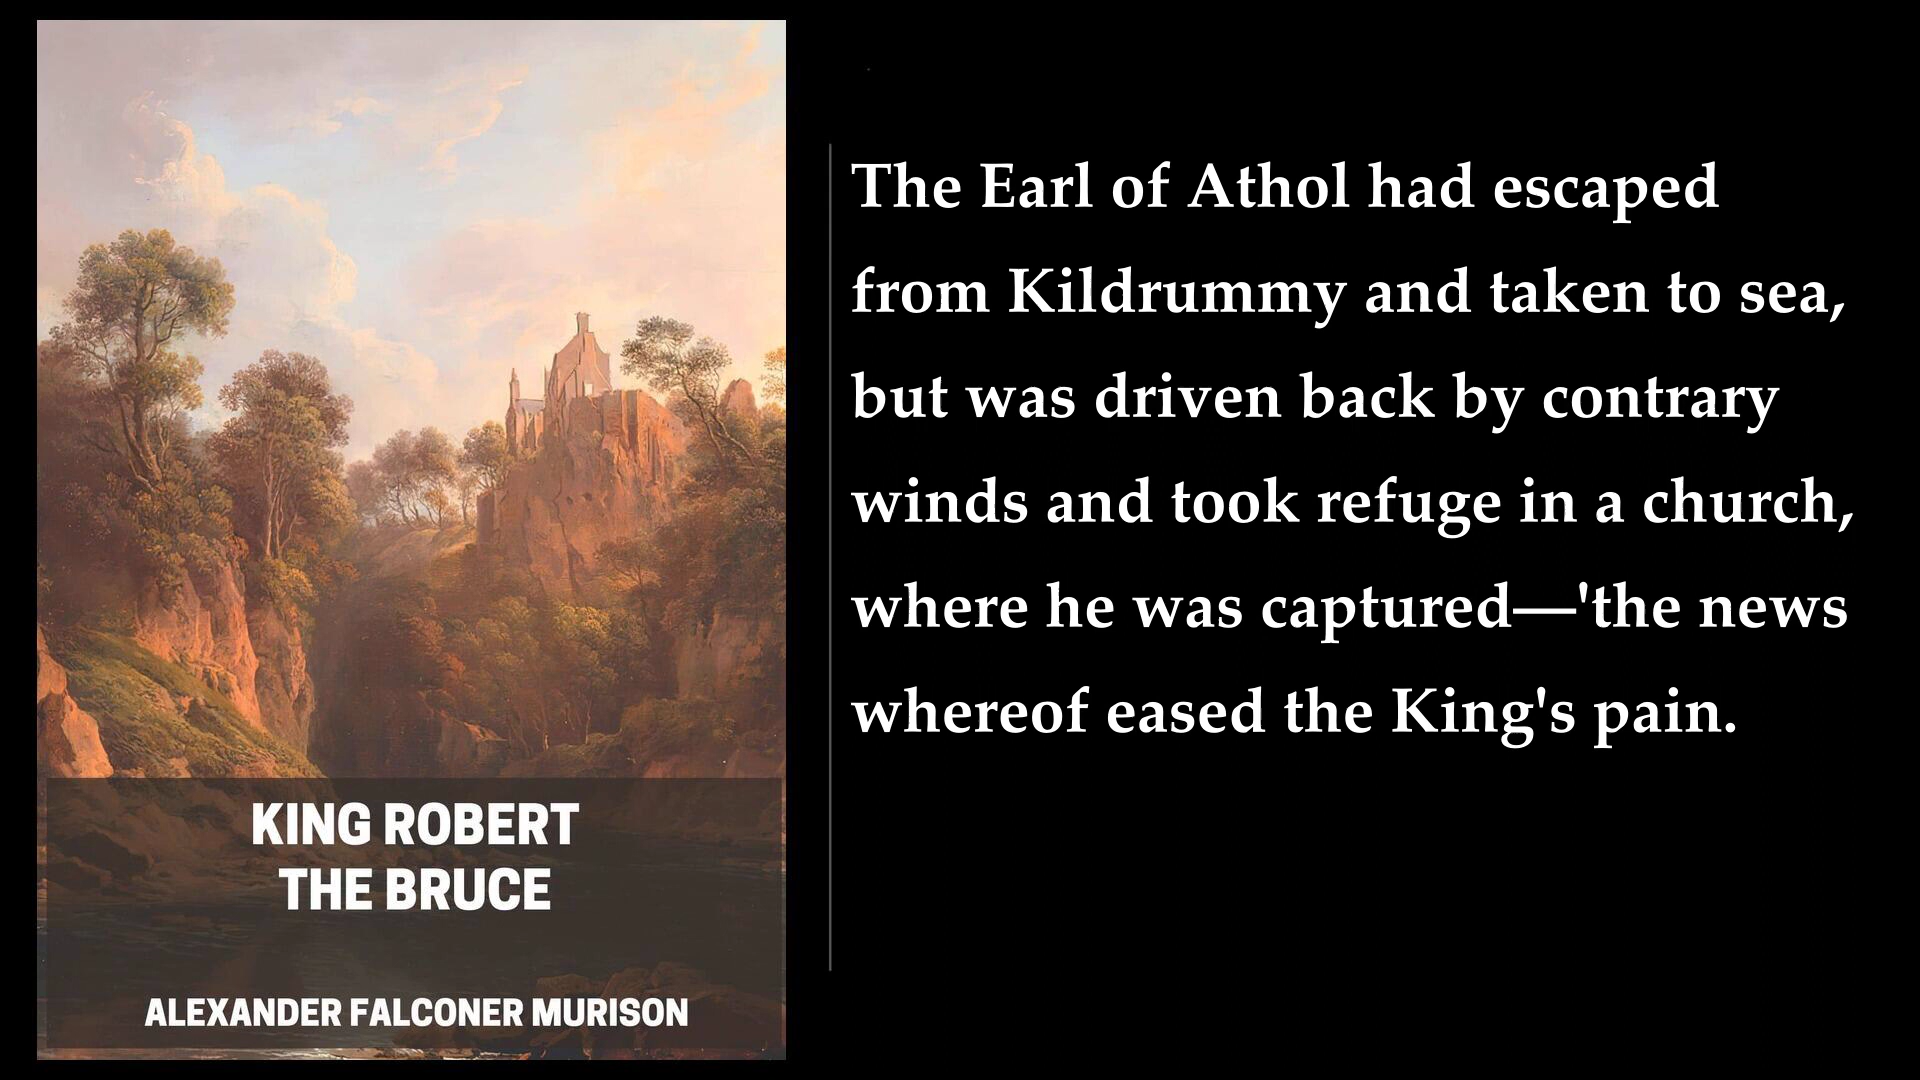 KING ROBERT
THE BRUCE
ALEXANDER FALCONER MURISON
The Earl of Athol had escaped
from Kildrummy and taken to sea,
but was driven back by contrary
winds and took refuge in a church,
where he was captured—'the news
whereof eased the King's pain.